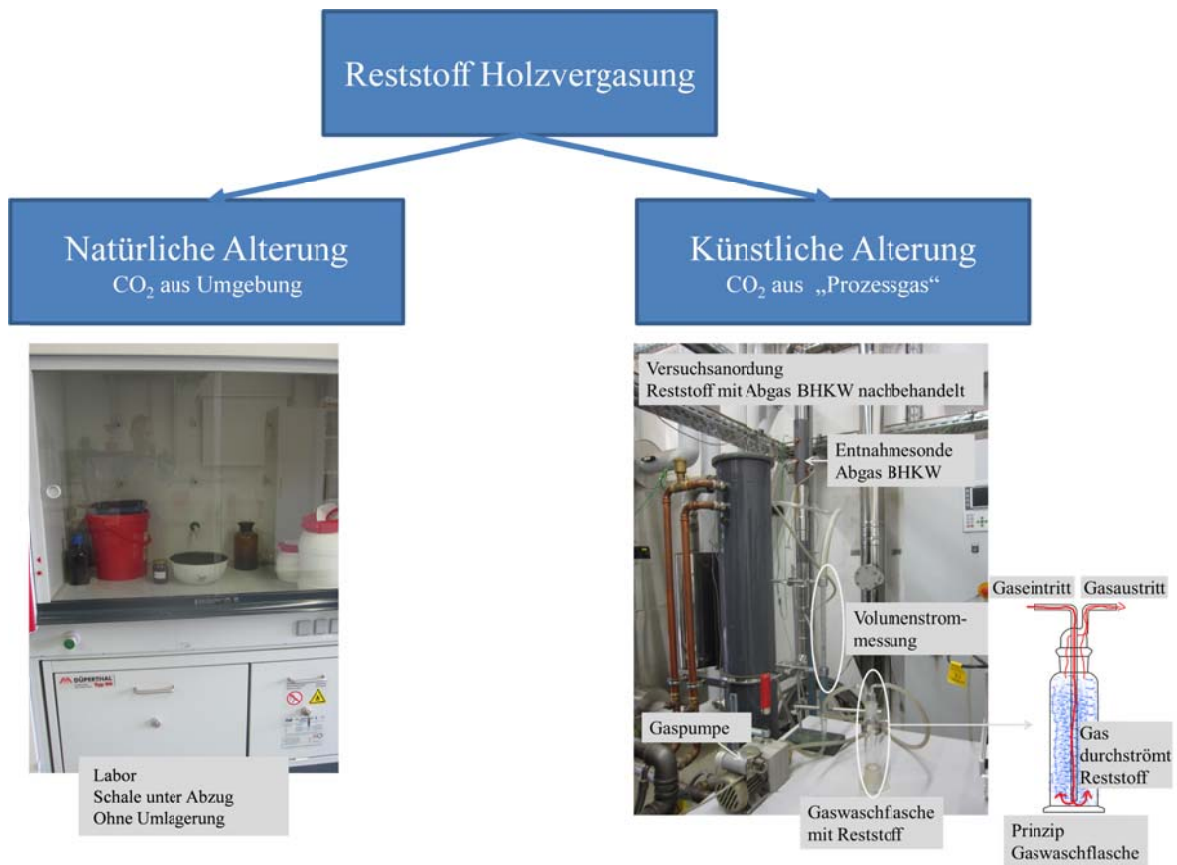 Reststoff Holzvergasung
Natürliche Alterung
CO₂ aus Umgebung
Künstliche Alterung
CO₂ aus „Prozessgas“
DÜPERTHAL
Labor
Schale unter Abzug
Ohne Umlagerung
Versuchsanordung
Reststoff mit Abgas BHKW nachbehandelt
Entnahmesonde
Abgas BHKW
Volumenstrom-
messung
Gaspumpe
Gaswaschflasche
mit Reststoff
Gaseintritt
Gasaustritt
Gas
durchströmt
Reststoff
Prinzip
Gaswaschflasche